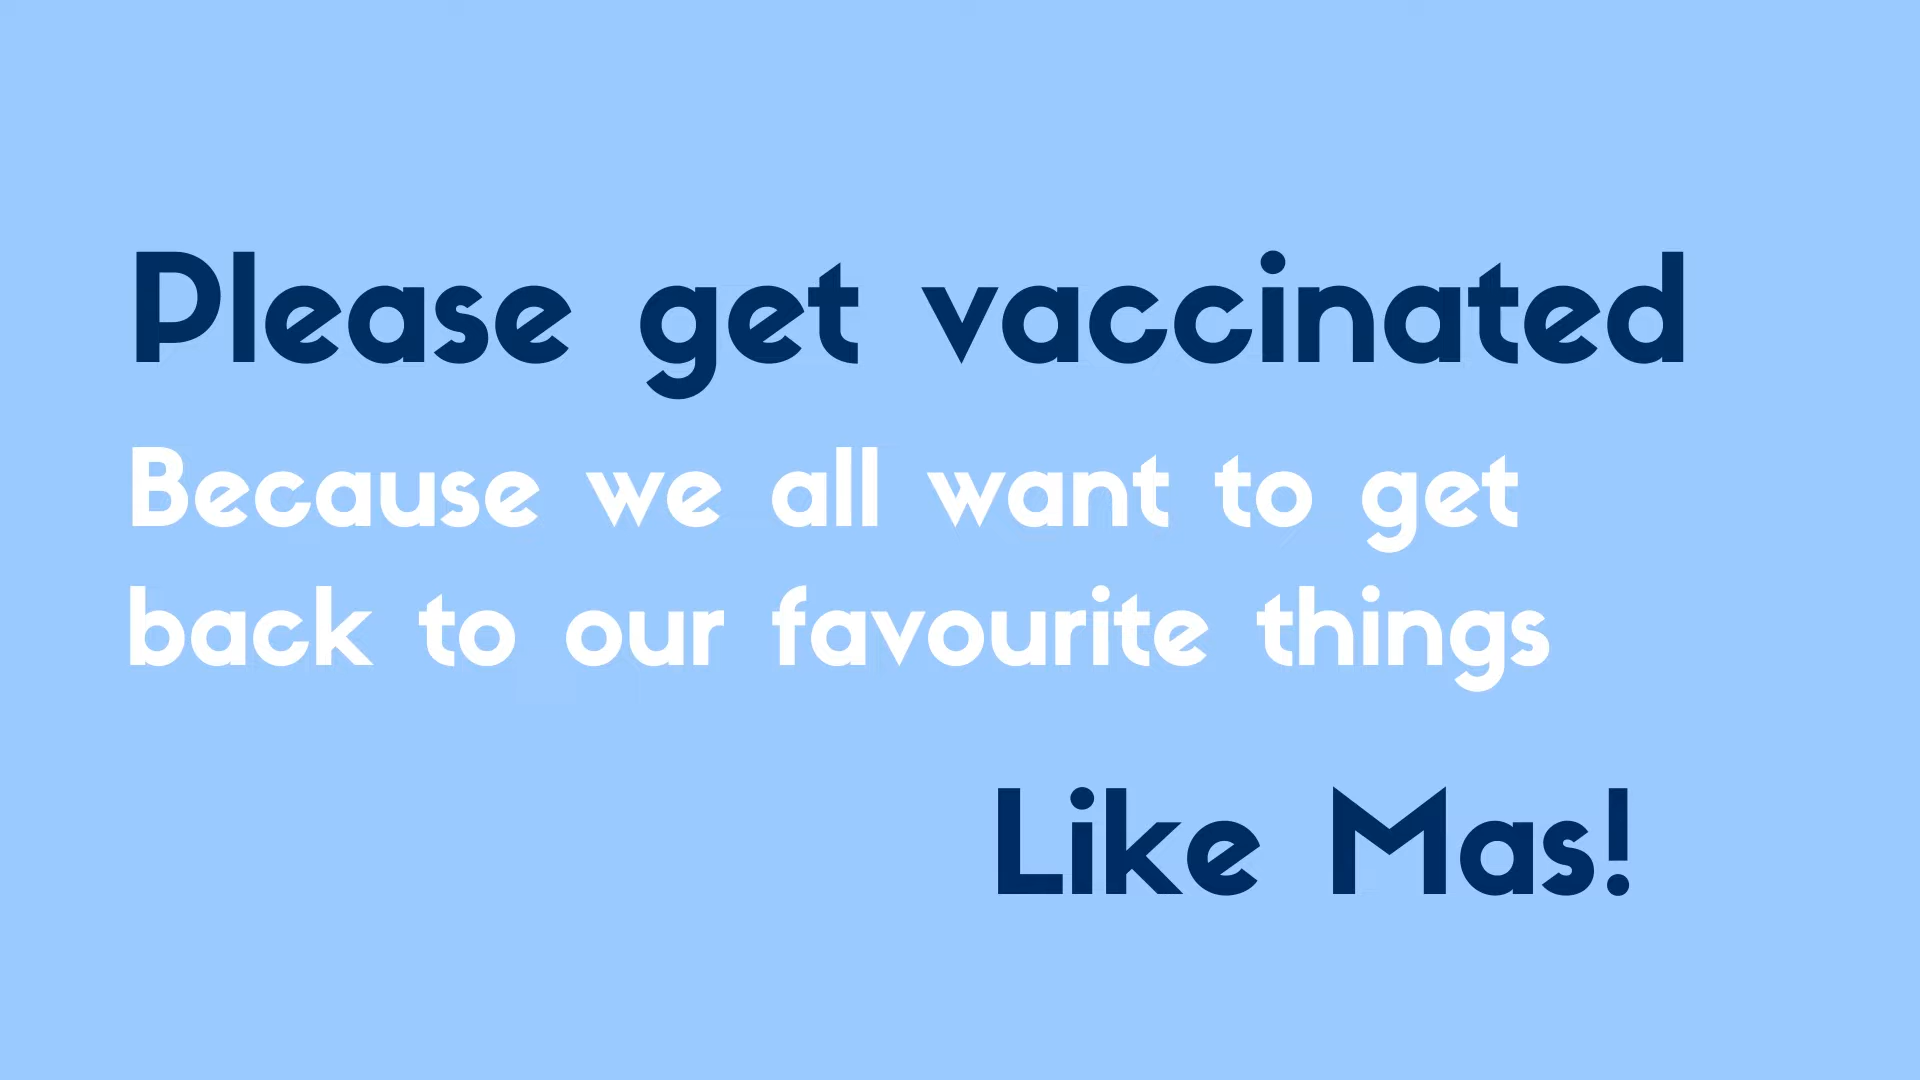 Please get vaccinated
Because we all want to get
back to our favourite things
Like Mas!